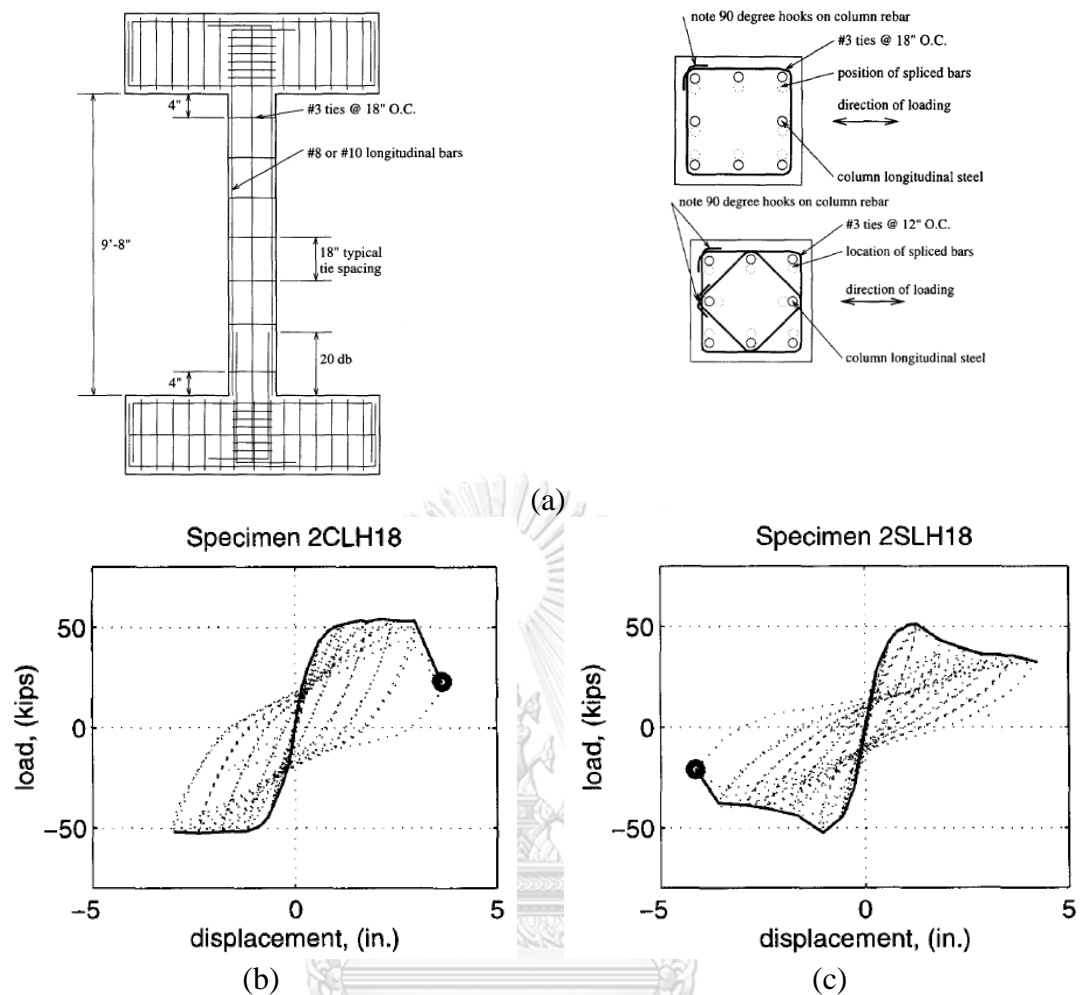 4"
#3 ties @ 18" O.C.
#8 or #10 longitudinal bars
9'-8"
18" typical
tie spacing
20 db
4"
note 90 degree hooks on column rebar
#3 ties @ 18" O.C.
position of spliced bars
direction of loading
column longitudinal steel
note 90 degree hooks on column rebar
#3 ties @ 12" O.C.
location of spliced bars
direction of loading
column longitudinal steel
(a)
Specimen 2CLH18
load, (kips)
50
0
−50
−5
0
5
displacement, (in.)
(b)
Specimen 2SLH18
load, (kips)
50
0
−50
−5
0
5
displacement, (in.)
(c)